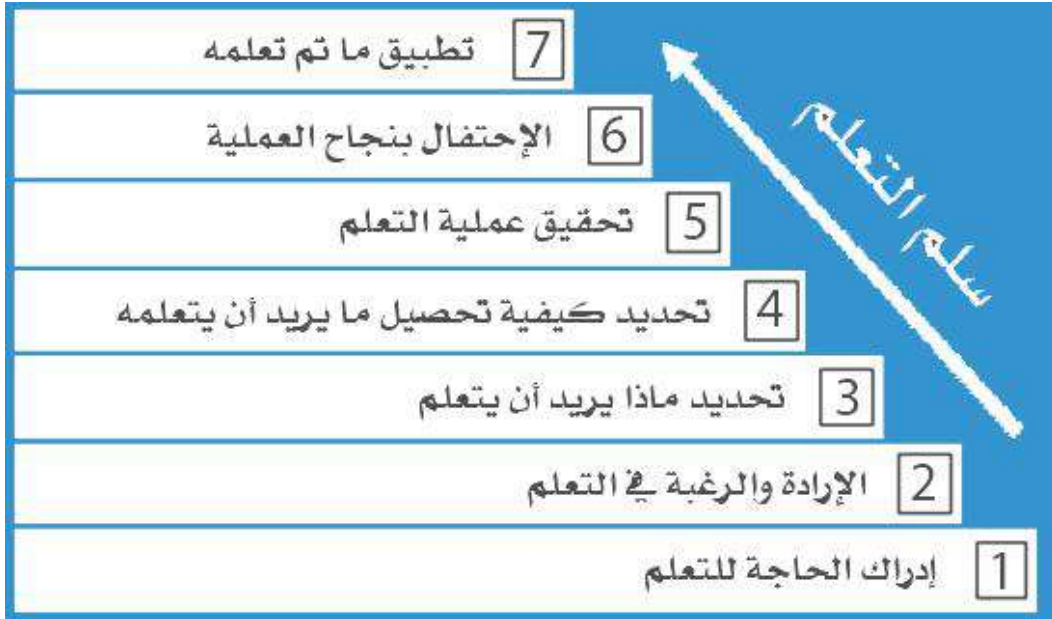 7 تطبيق ما تم تعلمه
6 الإحتفال بنجاح العملية
5 تحقيق عملية التعلم
4 تحديد كيفية تحصيل ما يريد أن يتعلمه
3 تحديد ماذا يريد أن يتعلم
2 الإرادة والرغبة في التعلم
1 إدراك الحاجة للتعلم
سلم التعلم